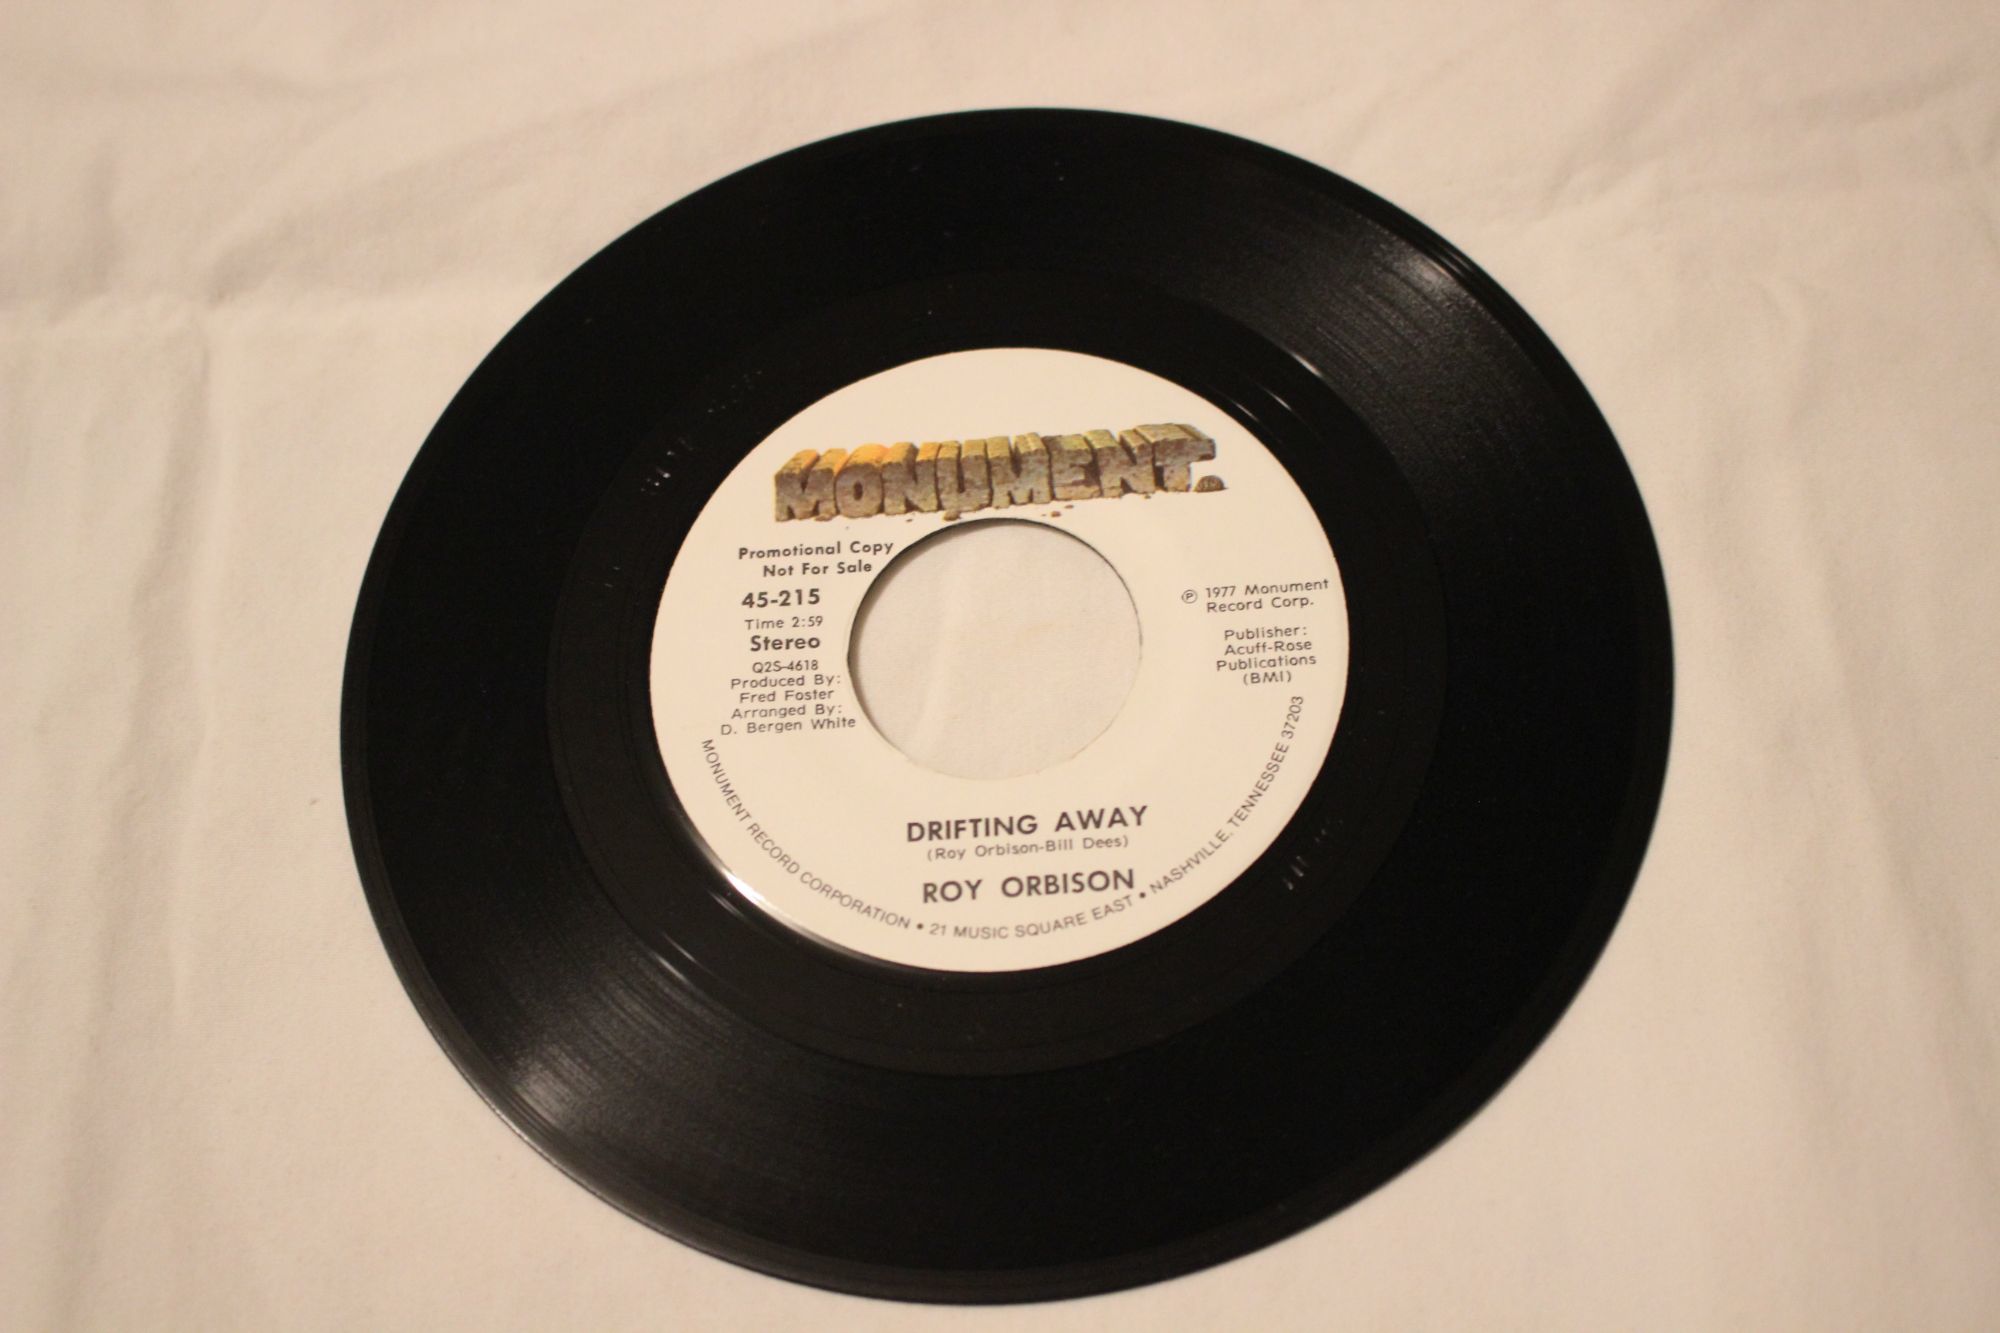 MONUMENT
Promotional Copy
Not For Sale
45-215
Time 2:59
Stereo
Q2S-4618
Produced By:
Fred Foster
Arranged By:
D. Bergen White
℗ 1977 Monument
Record Corp.
Publisher:
Acuff-Rose
Publications
(BMI)
DRIFTING AWAY
(Roy Orbison-Bill Dees)
ROY ORBISON
MONUMENT RECORD CORPORATION • 21 MUSIC SQUARE EAST • NASHVILLE, TENNESSEE 37203